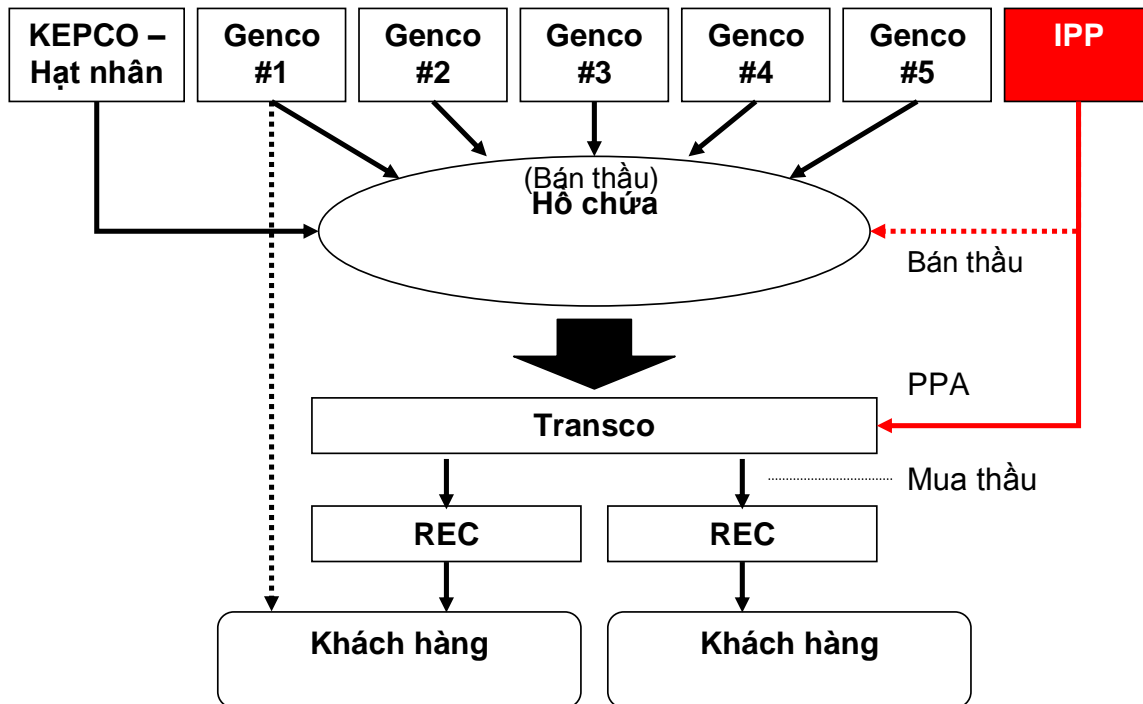 KEPCO –
Hạt nhân
Genco
#1
Genco
#2
Genco
#3
Genco
#4
Genco
#5
IPP
(Bán thầu)
Hồ chứa
Bán thầu
PPA
Transco
Mua thầu
REC
REC
Khách hàng
Khách hàng